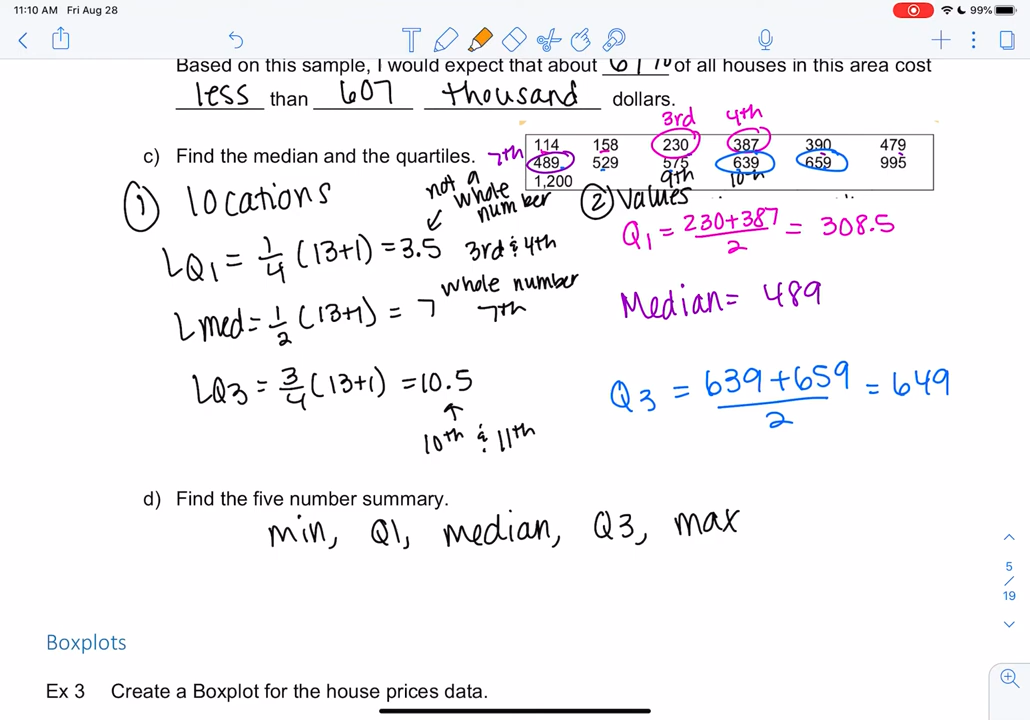 11:10 AM Fri Aug 28
99%
Based on this sample, I would expect that about 61% of all houses in this area cost
less than 607 thousand dollars.
3rd 4th
c) Find the median and the quartiles.
7th
114 158 230 387 390 479
489 529 575 639 659 995
1,200
9th 10th
① locations
not a
whole
number
② Values
LQ1 = 1/4 (13+1) = 3.5 3rd & 4th
Q1 = 230+387/2 = 308.5
whole number
Lmed = 1/2 (13+1) = 7 7th
Median = 489
LQ3 = 3/4 (13+1) = 10.5
10th & 11th
Q3 = 639+659/2 = 649
d) Find the five number summary.
min, Q1, median, Q3, max
5
/
19
Boxplots
Ex 3 Create a Boxplot for the house prices data.